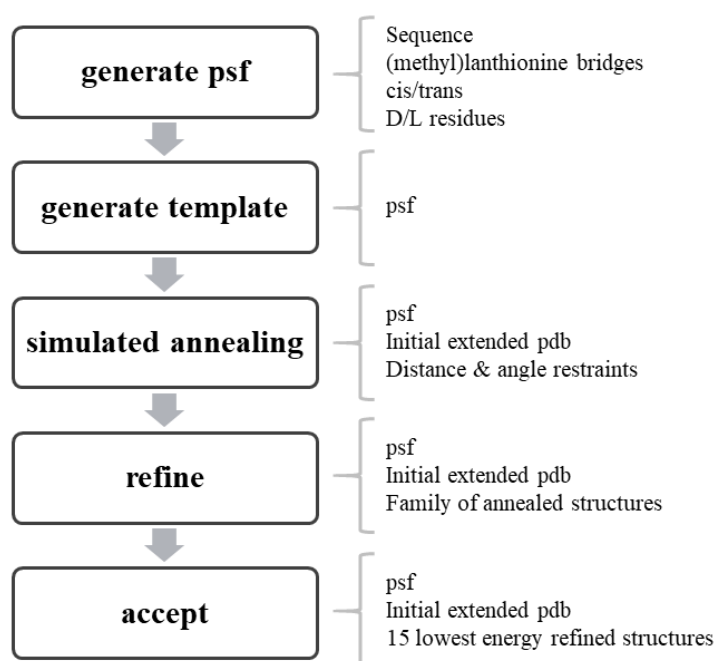 generate psf
Sequence
(methyl)lanthionine bridges
cis/trans
D/L residues
generate template
psf
simulated annealing
psf
Initial extended pdb
Distance & angle restraints
refine
psf
Initial extended pdb
Family of annealed structures
accept
psf
Initial extended pdb
15 lowest energy refined structures